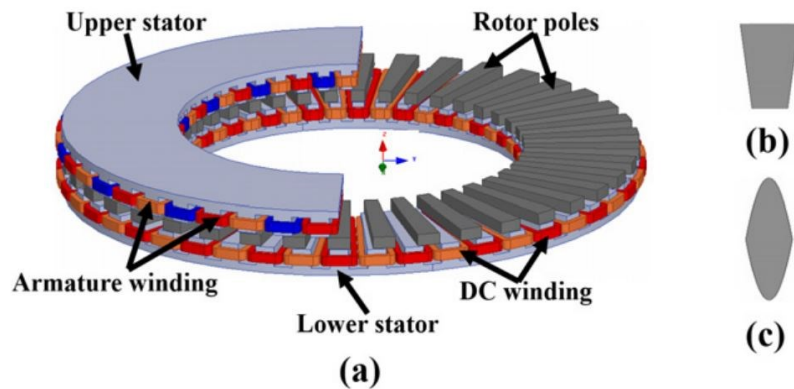 Upper stator
Rotor poles
Armature winding
DC winding
Lower stator
(a)
(b)
(c)